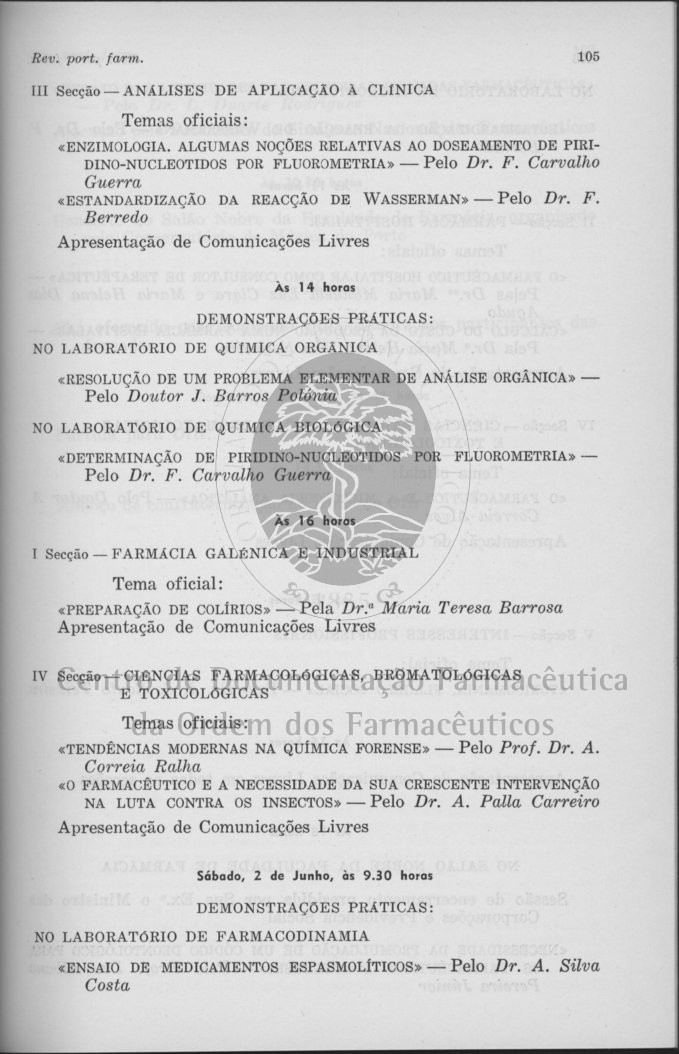 Rev. port. farm. 105
III Secção — ANÁLISES DE APLICAÇÃO À CLÍNICA
Temas oficiais:
«ENZIMOLOGIA. ALGUMAS NOÇÕES RELATIVAS AO DOSEAMENTO DE PIRI-
DINO-NUCLEOTIDOS POR FLUOROMETRIA» — Pelo Dr. F. Carvalho
Guerra
«ESTANDARDIZAÇÃO DA REACÇÃO DE WASSERMAN» — Pelo Dr. F.
Berredo
Apresentação de Comunicações Livres
Às 14 horas
DEMONSTRAÇÕES PRÁTICAS:
NO LABORATÓRIO DE QUÍMICA ORGÂNICA
«RESOLUÇÃO DE UM PROBLEMA ELEMENTAR DE ANÁLISE ORGÂNICA» —
Pelo Doutor J. Barros Polónia
NO LABORATÓRIO DE QUÍMICA BIOLÓGICA
«DETERMINAÇÃO DE PIRIDINO-NUCLEOTIDOS POR FLUOROMETRIA» —
Pelo Dr. F. Carvalho Guerra
Às 16 horas
I Secção — FARMÁCIA GALÉNICA E INDUSTRIAL
Tema oficial:
«PREPARAÇÃO DE COLÍRIOS» — Pela Dr.ª Maria Teresa Barrosa
Apresentação de Comunicações Livres
IV Secção — CIÊNCIAS FARMACOLÓGICAS, BROMATOLÓGICAS
E TOXICOLÓGICAS
Centro de Documentação Farmacêutica
da Ordem dos Farmacêuticos
Temas oficiais:
«TENDÊNCIAS MODERNAS NA QUÍMICA FORENSE» — Pelo Prof. Dr. A.
Correia Ralha
«O FARMACÊUTICO E A NECESSIDADE DA SUA CRESCENTE INTERVENÇÃO
NA LUTA CONTRA OS INSECTOS» — Pelo Dr. A. Palla Carreiro
Apresentação de Comunicações Livres
Sábado, 2 de Junho, às 9.30 horas
DEMONSTRAÇÕES PRÁTICAS:
NO LABORATÓRIO DE FARMACODINAMIA
«ENSAIO DE MEDICAMENTOS ESPASMOLÍTICOS» — Pelo Dr. A. Silva
Costa